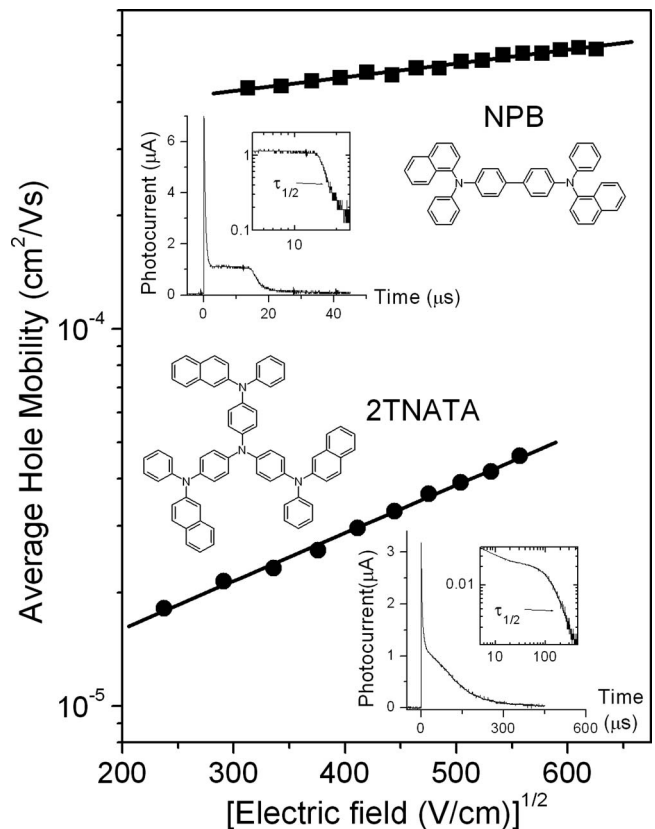 Average Hole Mobility (cm²/Vs)
10⁻⁴
10⁻⁵
200 300 400 500 600
[Electric field (V/cm)]^1/2
NPB
N
N
Photocurrent (μA)
6
4
2
0
0 20 40
Time (μs)
1
0.1
10
τ1/2
2TNATA
N
N
N
N
Photocurrent(μA)
3
2
1
0
0 300 600
Time
(μs)
0.01
10 100
τ1/2